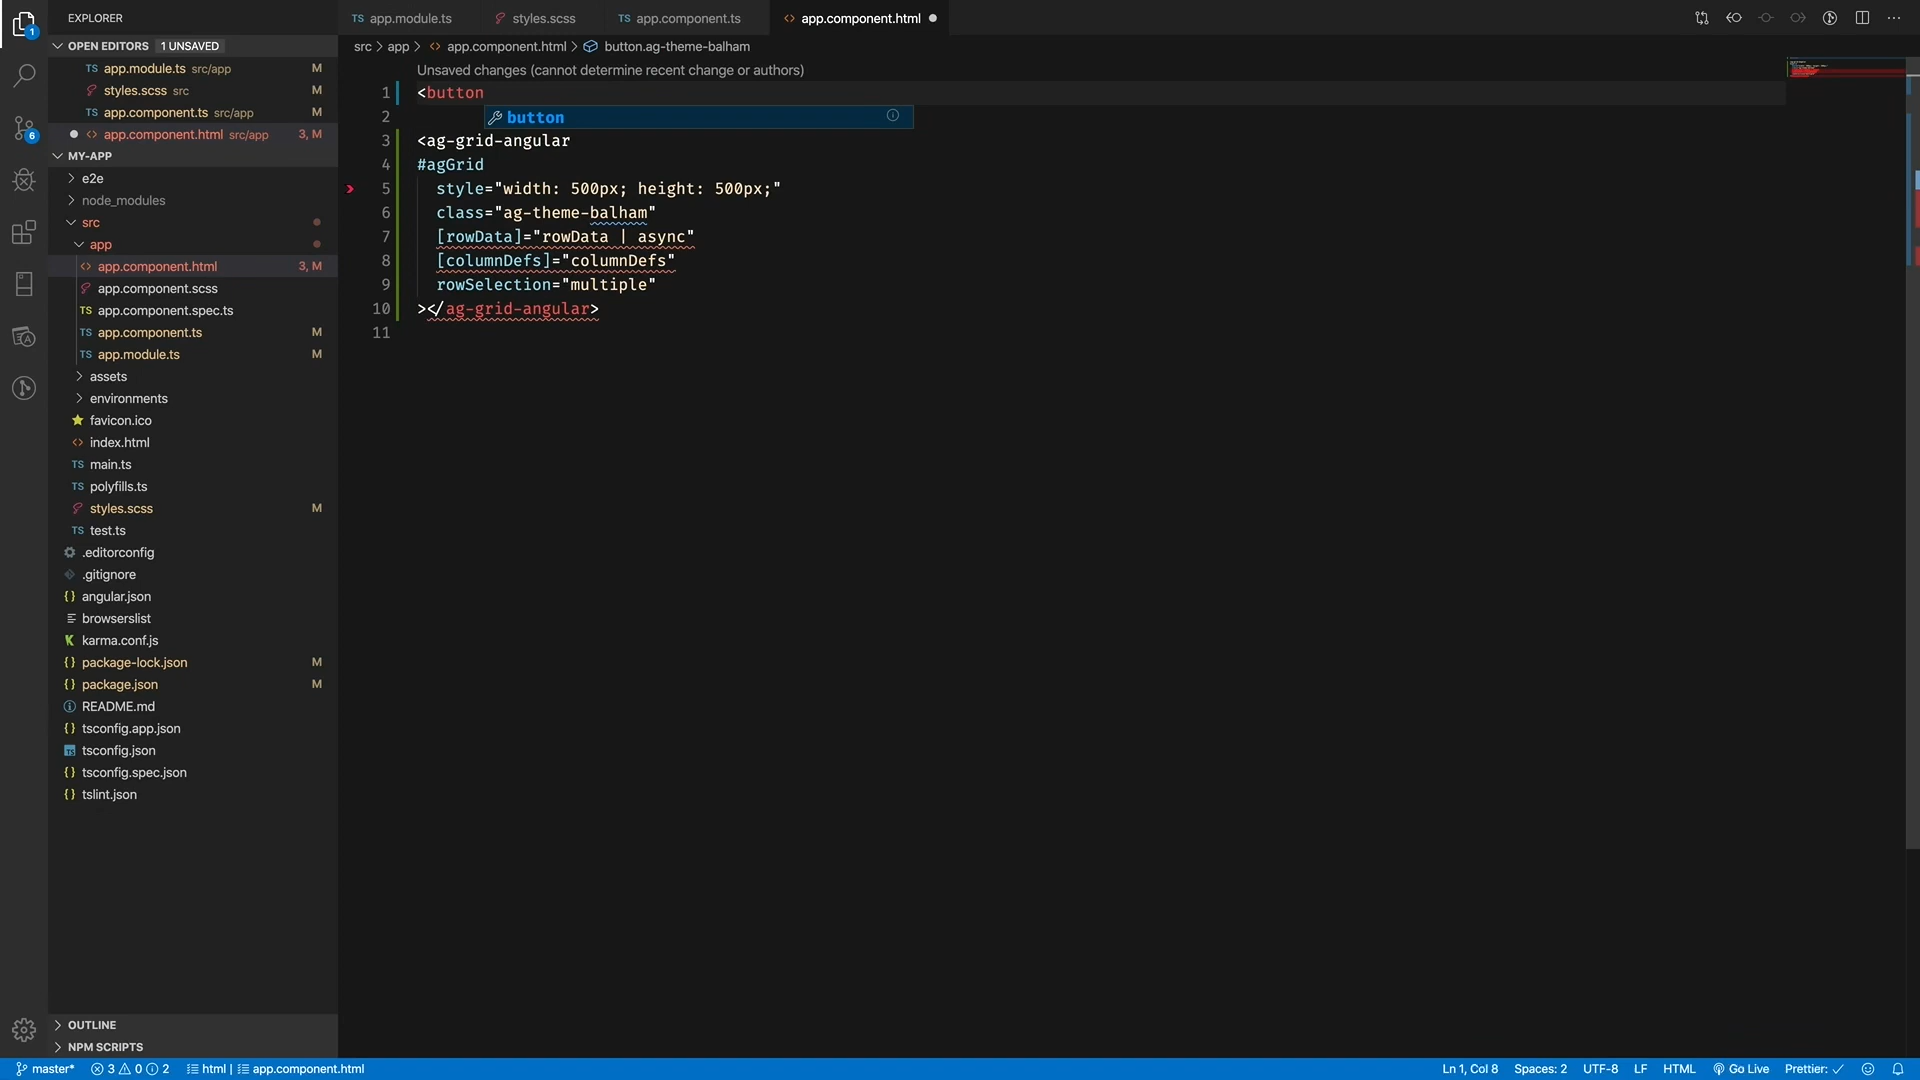 EXPLORER
OPEN EDITORS 1 UNSAVED
TS app.module.ts src/app M
styles.scss src M
TS app.component.ts src/app M
<> app.component.html src/app 3, M
MY-APP
e2e
node_modules
src
app
<> app.component.html 3, M
app.component.scss
TS app.component.spec.ts
TS app.component.ts M
TS app.module.ts M
assets
environments
favicon.ico
<> index.html
TS main.ts
TS polyfills.ts
styles.scss M
TS test.ts
.editorconfig
.gitignore
{} angular.json
browserslist
K karma.conf.js
{} package-lock.json M
{} package.json M
README.md
{} tsconfig.app.json
TS tsconfig.json
{} tsconfig.spec.json
{} tslint.json
OUTLINE
NPM SCRIPTS
1
6
TS app.module.ts
styles.scss
TS app.component.ts
<> app.component.html
src > app > <> app.component.html > button.ag-theme-balham
Unsaved changes (cannot determine recent change or authors)
1 <button
2
button
3 <ag-grid-angular
4 #agGrid
5 style="width: 500px; height: 500px;"
6 class="ag-theme-balham"
7 [rowData]="rowData | async"
8 [columnDefs]="columnDefs"
9 rowSelection="multiple"
10 ></ag-grid-angular>
11
master* 3 0 2 html | app.component.html Ln 1, Col 8 Spaces: 2 UTF-8 LF HTML Go Live Prettier: ✓